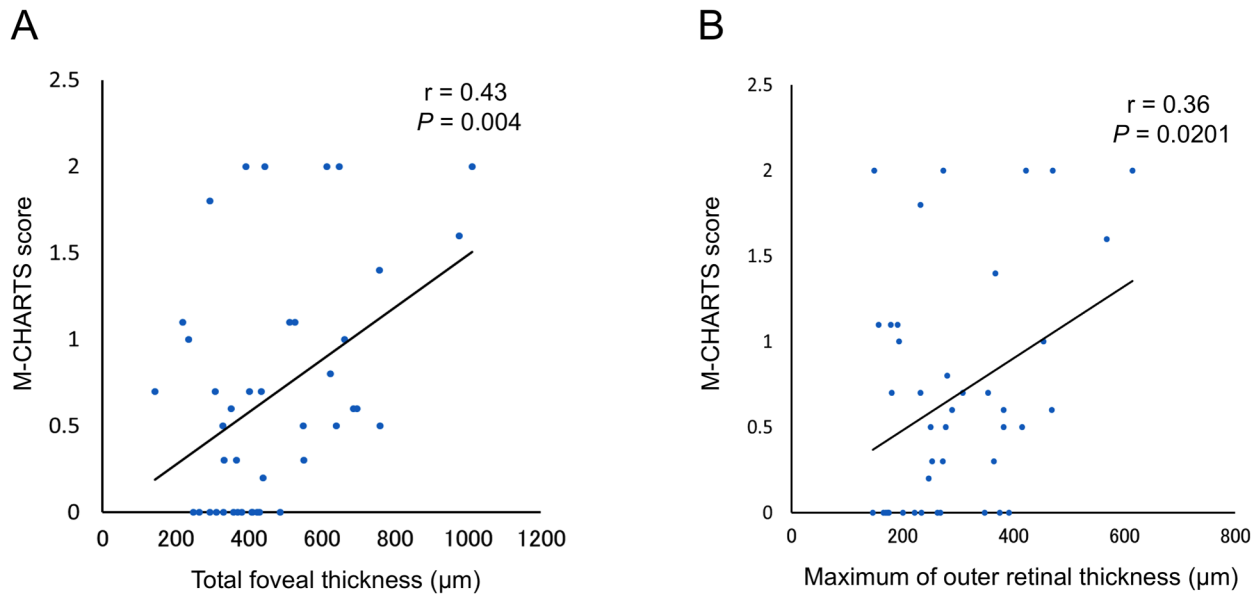 A
r = 0.43
P = 0.004
2.5
2
1.5
1
0.5
0
0 200 400 600 800 1000 1200
M-CHARTS score
Total foveal thickness (μm)
B
r = 0.36
P = 0.0201
2.5
2
1.5
1
0.5
0
0 200 400 600 800
M-CHARTS score
Maximum of outer retinal thickness (μm)